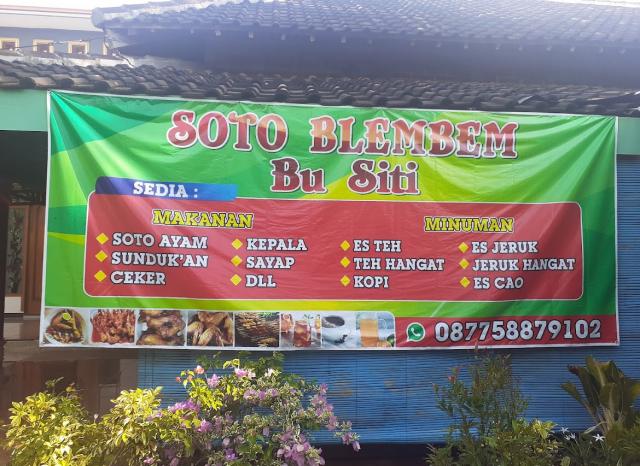 SOTO BLEMBEM
Bu Siti
SEDIA :
MAKANAN
SOTO AYAM
SUNDUK'AN
CEKER
KEPALA
SAYAP
DLL
MINUMAN
ES TEH
TEH HANGAT
KOPI
ES JERUK
JERUK HANGAT
ES CAO
087758879102